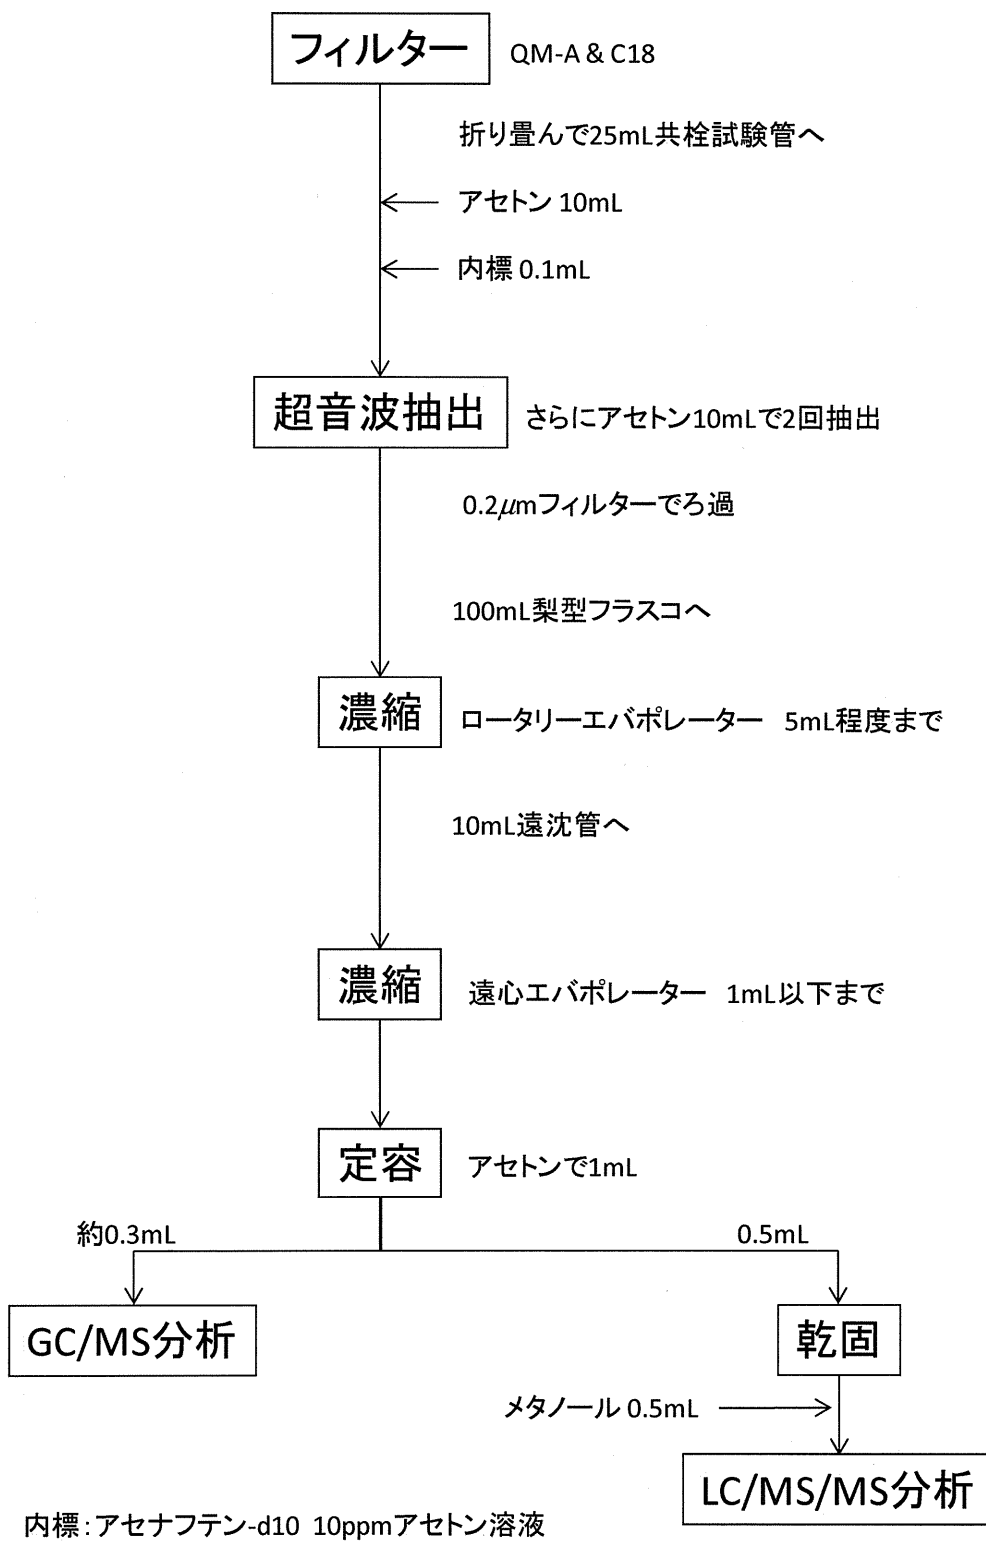 フィルター QM-A & C18
折り畳んで25mL共栓試験管へ
アセトン 10mL
内標 0.1mL
超音波抽出 さらにアセトン10mLで2回抽出
0.2μmフィルターでろ過
100mL梨型フラスコへ
濃縮 ロータリーエバポレーター 5mL程度まで
10mL遠沈管へ
濃縮 遠心エバポレーター 1mL以下まで
定容 アセトンで1mL
約0.3mL 0.5mL
GC/MS分析 乾固
メタノール 0.5mL
LC/MS/MS分析
内標：アセナフテン-d10 10ppmアセトン溶液